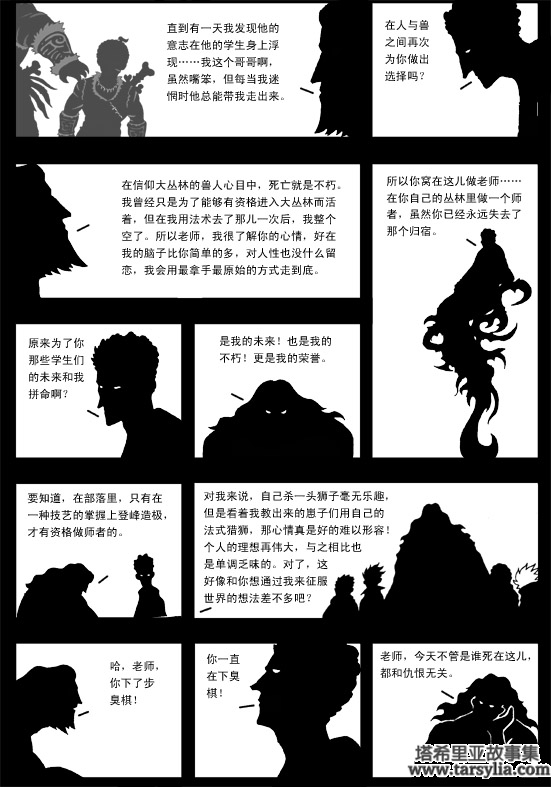 直到有一天我发现他的
意志在他的学生身上浮
现……我这个哥哥啊，
虽然嘴笨，但每当我迷
惘时他总能带我走出来。
在人与兽
之间再次
为你做出
选择吗？
在信仰大丛林的兽人心目中，死亡就是不朽。
我曾经只是为了能够有资格进入大丛林而活
着，但在我用法术去了那儿一次后，我整个
空了。所以老师，我很了解你的心情，好在
我的脑子比你简单的多，对人性也没什么留
恋，我会用最拿手最原始的方式走到底。
所以你窝在这儿做老师……
在你自己的丛林里做一个师
者，虽然你已经永远失去了
那个归宿。
原来为了你
那些学生们
的未来和我
拼命啊？
是我的未来！也是我的
不朽！更是我的荣誉。
要知道，在部落里，只有在
一种技艺的掌握上登峰造极，
才有资格做师者的。
对我来说，自己杀一头狮子毫无乐趣，
但是看着我教出来的崽子们用自己的
法式猎狮，那心情真是好的难以形容！
个人的理想再伟大，与之相比也
是单调乏味的。对了，这
好像和你想通过我来征服
世界的想法差不多吧？
哈，老师，
你下了步
臭棋！
你一直
在下臭
棋！
老师，今天不管是谁死在这儿，
都和仇恨无关。
塔希里亚故事集
www.tarsylia.com